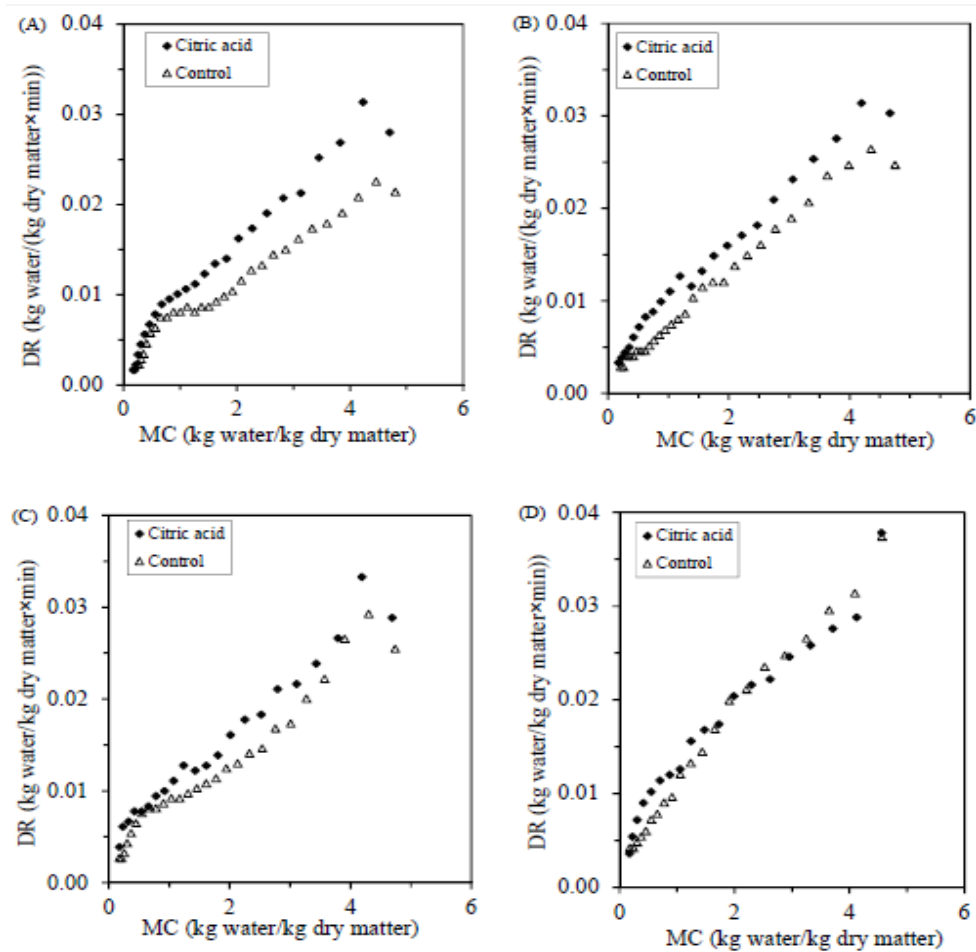 (A)
0.04
0.03
0.02
0.01
0.00
DR (kg water/(kg dry matter×min))
Citric acid
Control
0
2
4
6
MC (kg water/kg dry matter)
(B)
0.04
0.03
0.02
0.01
0.00
DR (kg water/(kg dry matter×min))
Citric acid
Control
0
2
4
6
MC (kg water/kg dry matter)
(C)
0.04
0.03
0.02
0.01
0.00
DR (kg water/kg dry matter×min)
Citric acid
Control
0
2
4
6
MC (kg water/kg dry matter)
(D)
0.04
0.03
0.02
0.01
0.00
DR (kg water/kg dry matter×min))
Citric acid
Control
0
2
4
6
MC (kg water/kg dry matter)